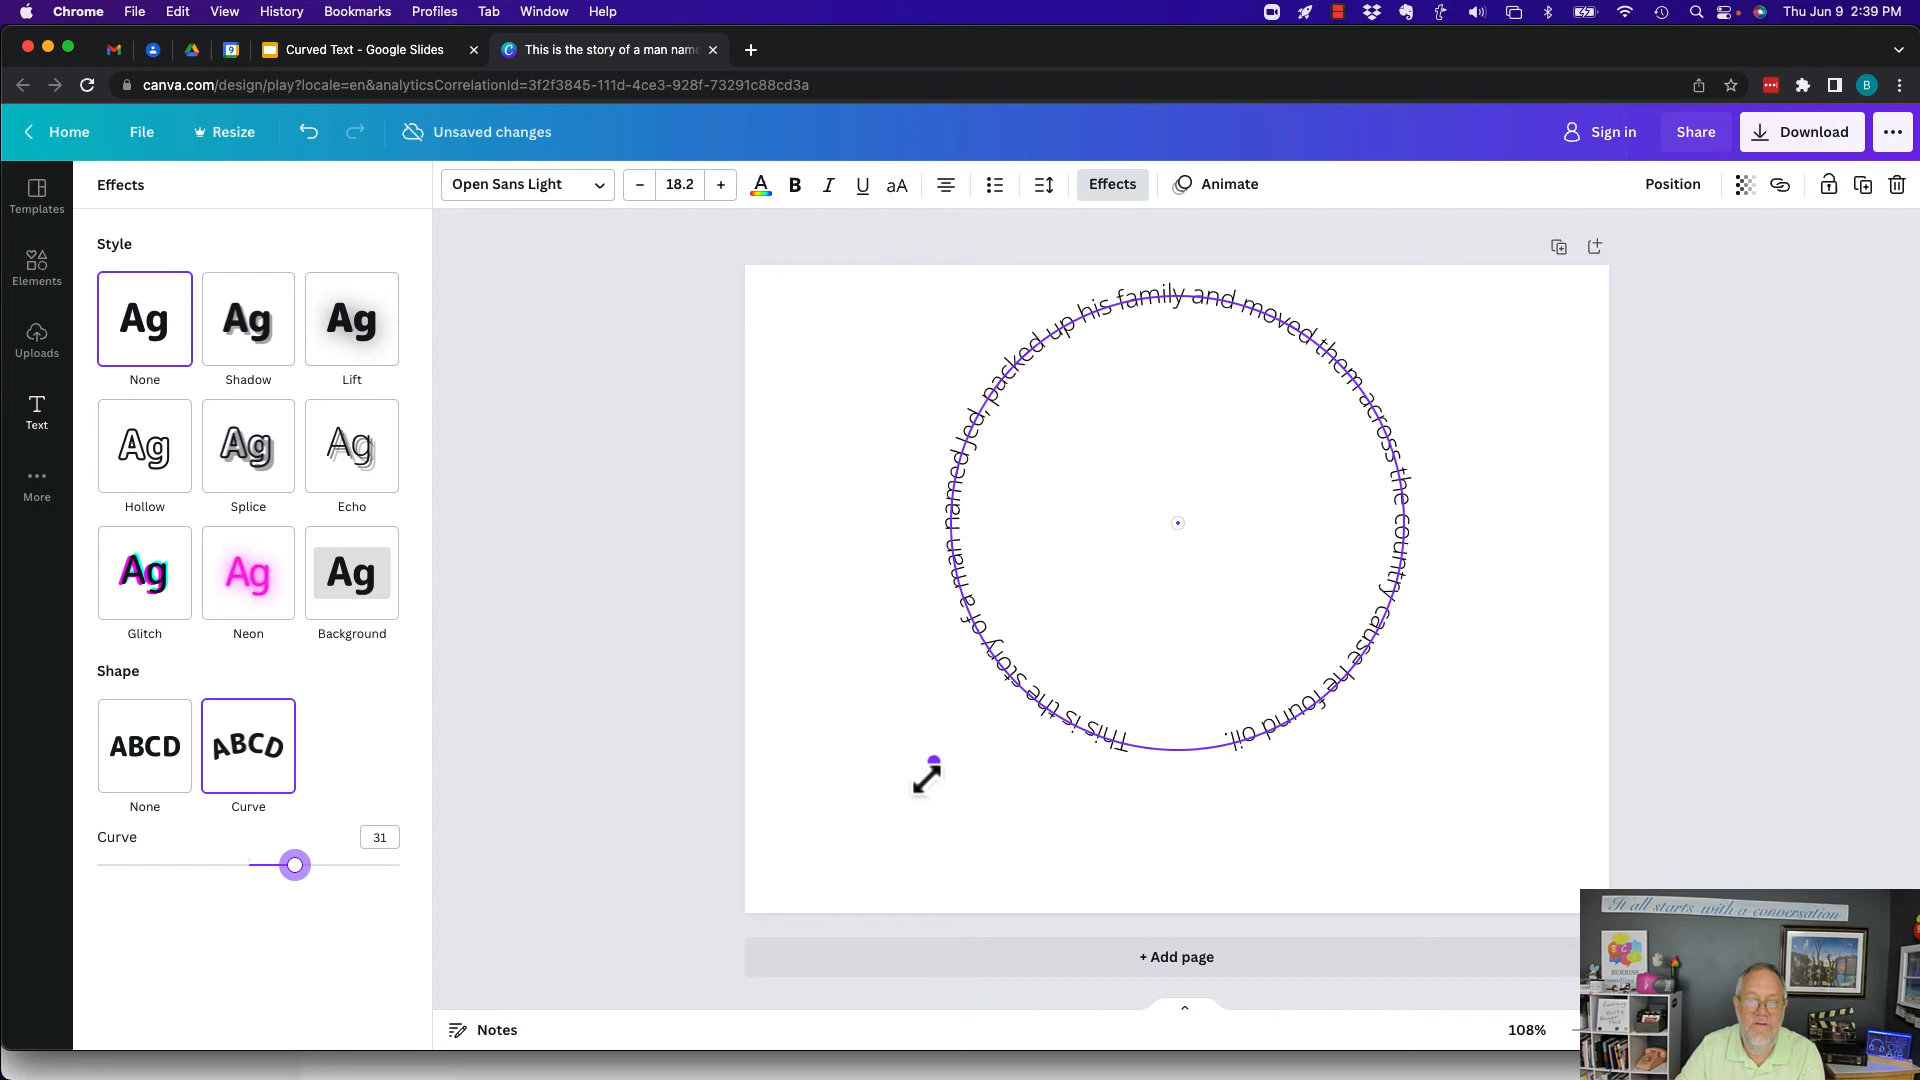 Chrome File Edit View History Bookmarks Profiles Tab Window Help Thu Jun 9 2:39 PM
9 Curved Text - Google Slides This is the story of a man name
canva.com/design/play?locale=en&analyticsCorrelationId=3f2f3845-111d-4ce3-928f-73291c88cd3a B
Home File Resize Unsaved changes Sign in Share Download
Effects Open Sans Light 18.2 A B I U aA Effects Animate Position
Templates
Elements
Uploads
Text
More
Style
Ag Ag Ag
None Shadow Lift
Ag Ag Ag
Hollow Splice Echo
Ag Ag Ag
Glitch Neon Background
Shape
ABCD ABCD
None Curve
Curve 31
This is the story of a man named Jed, packed up his family and moved them across the country cause he found oil.
+ Add page
Notes 108%
It all starts with a conversation
BURRISS